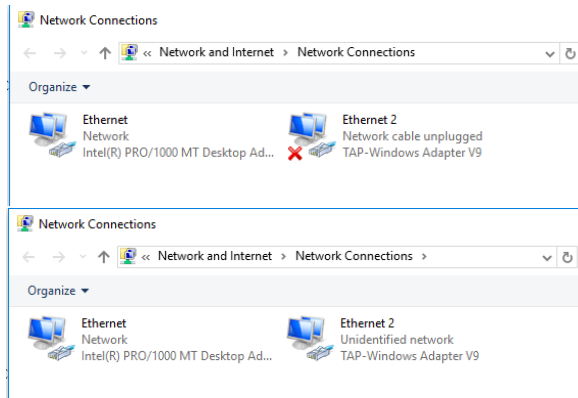 Network Connections
« Network and Internet > Network Connections
Organize
Ethernet
Network
Intel(R) PRO/1000 MT Desktop Ad...
Ethernet 2
Network cable unplugged
TAP-Windows Adapter V9
Network Connections
« Network and Internet > Network Connections >
Organize
Ethernet
Network
Intel(R) PRO/1000 MT Desktop Ad...
Ethernet 2
Unidentified network
TAP-Windows Adapter V9